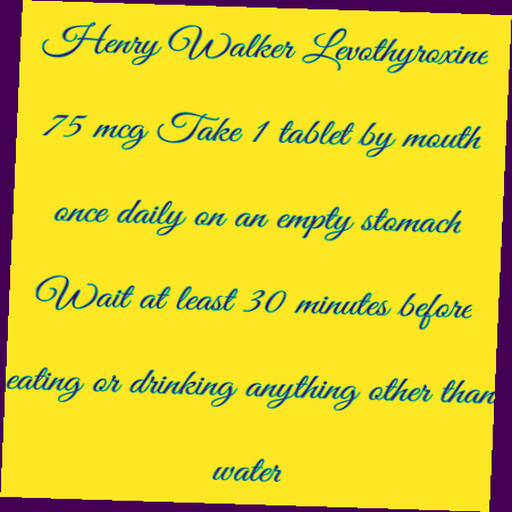 Henry Walker Levothyroxine
75 mcg Take 1 tablet by mouth
once daily on an empty stomach
Wait at least 30 minutes before
eating or drinking anything other than
water